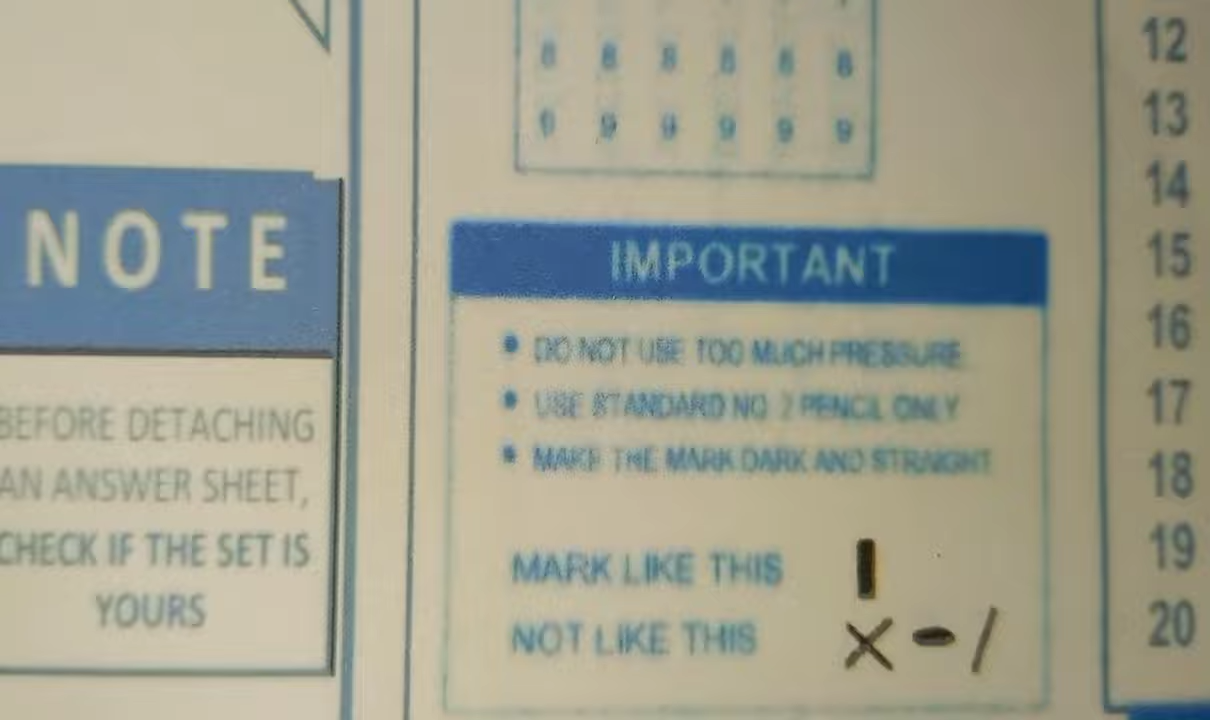 8 8 8 8 8 8
9 9 9 9 9 9
NOTE
BEFORE DETACHING
AN ANSWER SHEET,
CHECK IF THE SET IS
YOURS
IMPORTANT
DO NOT USE TOO MUCH PRESSURE
USE STANDARD NO. 2 PENCIL ONLY
MAKE THE MARK DARK AND STRAIGHT
MARK LIKE THIS
NOT LIKE THIS
12
13
14
15
16
17
18
19
20